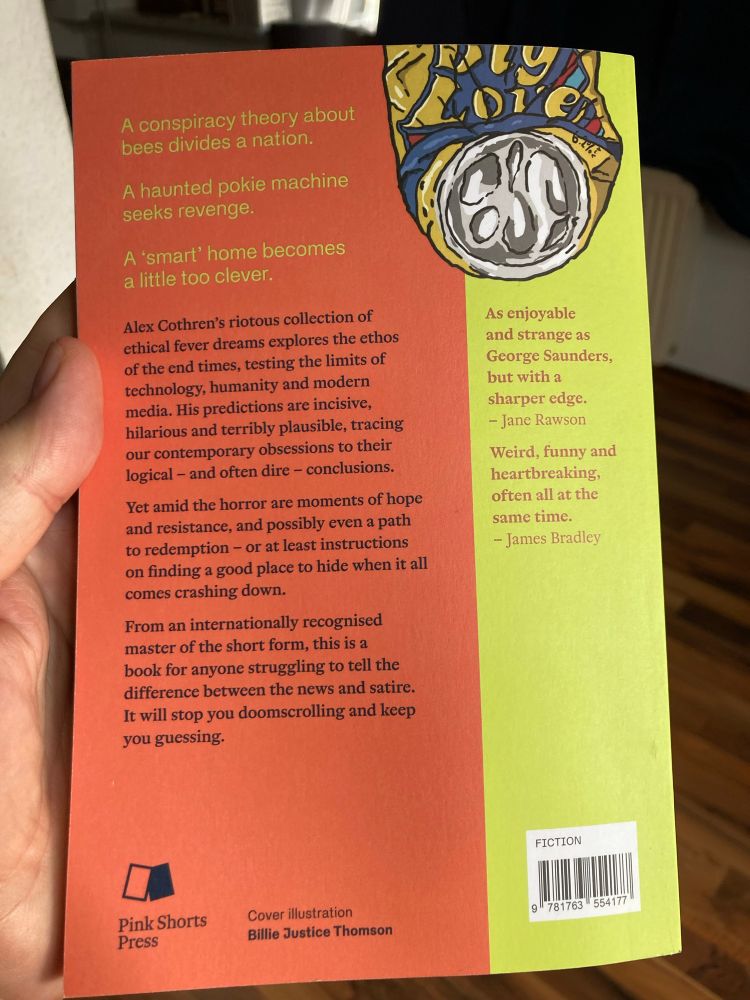 My
Lover
A conspiracy theory about
bees divides a nation.
A haunted pokie machine
seeks revenge.
A ‘smart’ home becomes
a little too clever.
Alex Cothren’s riotous collection of
ethical fever dreams explores the ethos
of the end times, testing the limits of
technology, humanity and modern
media. His predictions are incisive,
hilarious and terribly plausible, tracing
our contemporary obsessions to their
logical – and often dire – conclusions.
Yet amid the horror are moments of hope
and resistance, and possibly even a path
to redemption – or at least instructions
on finding a good place to hide when it all
comes crashing down.
From an internationally recognised
master of the short form, this is a
book for anyone struggling to tell the
difference between the news and satire.
It will stop you doomscrolling and keep
you guessing.
As enjoyable
and strange as
George Saunders,
but with a
sharper edge.
– Jane Rawson
Weird, funny and
heartbreaking,
often all at the
same time.
– James Bradley
Pink Shorts
Press
Cover illustration
Billie Justice Thomson
FICTION
9 781763 554177